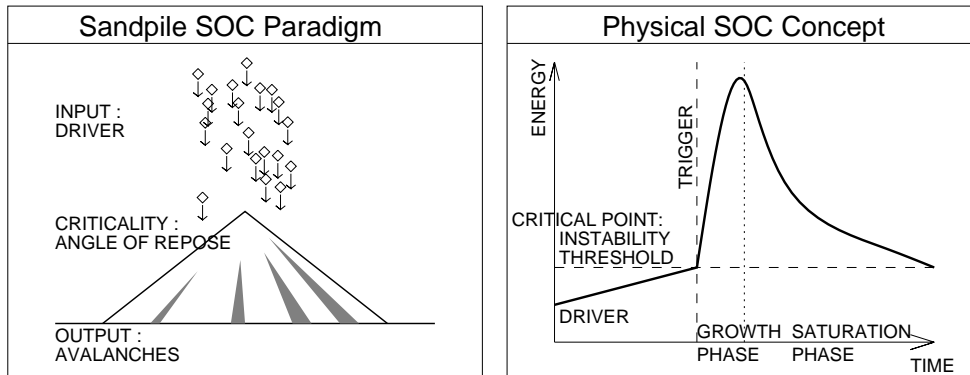 Sandpile SOC Paradigm
INPUT :
DRIVER
CRITICALITY :
ANGLE OF REPOSE
OUTPUT :
AVALANCHES
Physical SOC Concept
ENERGY
TRIGGER
CRITICAL POINT:
INSTABILITY
THRESHOLD
DRIVER
GROWTH
PHASE
SATURATION
PHASE
TIME